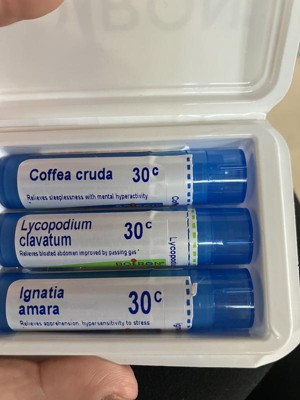 Coffea cruda 30c
Relieves sleeplessness with mental hyperactivity
Lycopodium
clavatum 30c
Relieves bloated abdomen improved by passing gas*
Lycopod
Ignatia
amara 30c
Relieves apprehension, hypersensitivity to stress